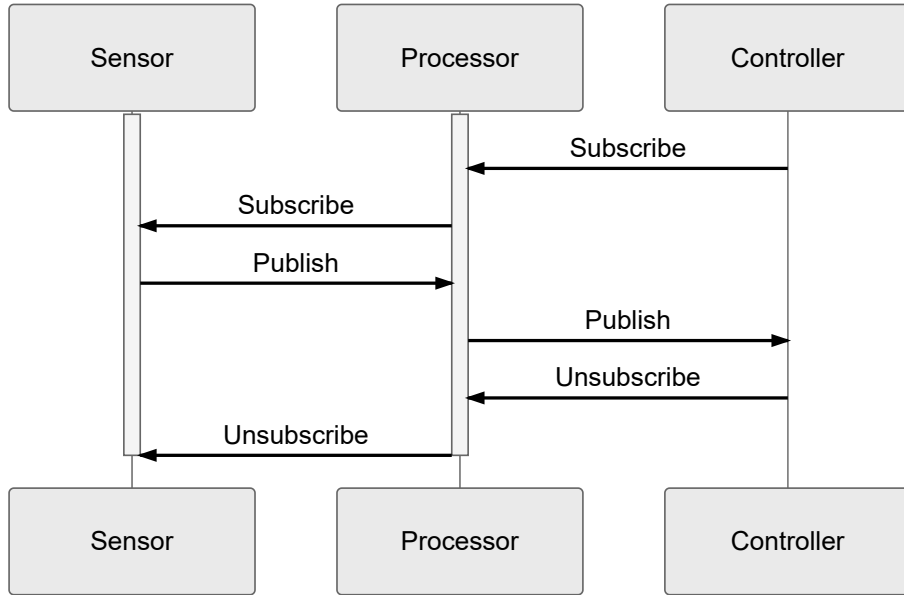 Sensor
Processor
Controller
Subscribe
Subscribe
Publish
Publish
Unsubscribe
Unsubscribe
Sensor
Processor
Controller